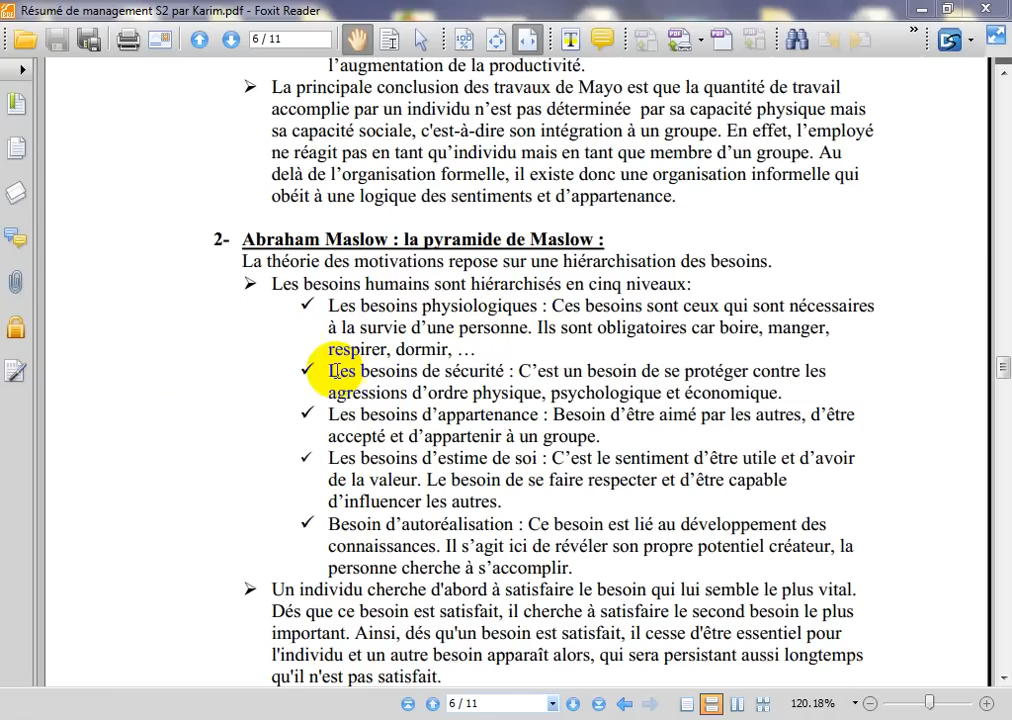 Résumé de management S2 par Karim.pdf - Foxit Reader
6 / 11
l’augmentation de la productivité.
La principale conclusion des travaux de Mayo est que la quantité de travail
accomplie par un individu n’est pas déterminée par sa capacité physique mais
sa capacité sociale, c'est-à-dire son intégration à un groupe. En effet, l’employé
ne réagit pas en tant qu’individu mais en tant que membre d’un groupe. Au
delà de l’organisation formelle, il existe donc une organisation informelle qui
obéit à une logique des sentiments et d’appartenance.
2- Abraham Maslow : la pyramide de Maslow :
La théorie des motivations repose sur une hiérarchisation des besoins.
Les besoins humains sont hiérarchisés en cinq niveaux:
Les besoins physiologiques : Ces besoins sont ceux qui sont nécessaires
à la survie d’une personne. Ils sont obligatoires car boire, manger,
respirer, dormir, …
Les besoins de sécurité : C’est un besoin de se protéger contre les
agressions d’ordre physique, psychologique et économique.
Les besoins d’appartenance : Besoin d’être aimé par les autres, d’être
accepté et d’appartenir à un groupe.
Les besoins d’estime de soi : C’est le sentiment d’être utile et d’avoir
de la valeur. Le besoin de se faire respecter et d’être capable
d’influencer les autres.
Besoin d’autoréalisation : Ce besoin est lié au développement des
connaissances. Il s’agit ici de révéler son propre potentiel créateur, la
personne cherche à s’accomplir.
Un individu cherche d'abord à satisfaire le besoin qui lui semble le plus vital.
Dés que ce besoin est satisfait, il cherche à satisfaire le second besoin le plus
important. Ainsi, dés qu'un besoin est satisfait, il cesse d'être essentiel pour
l'individu et un autre besoin apparaît alors, qui sera persistant aussi longtemps
qu'il n'est pas satisfait.
6 / 11
120.18%